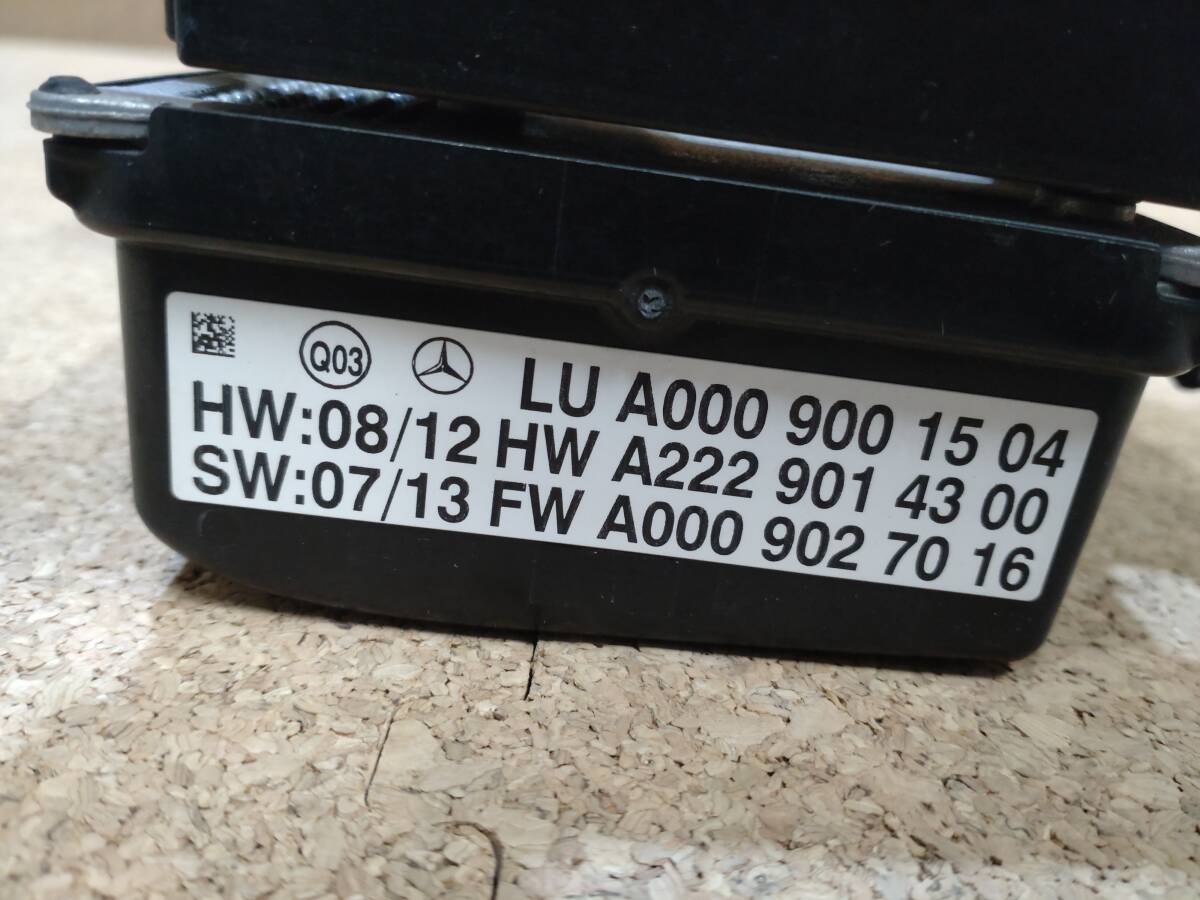 Q03 LU A000 900 15 04
HW:08/12 HW A222 901 43 00
SW:07/13 FW A000 902 70 16